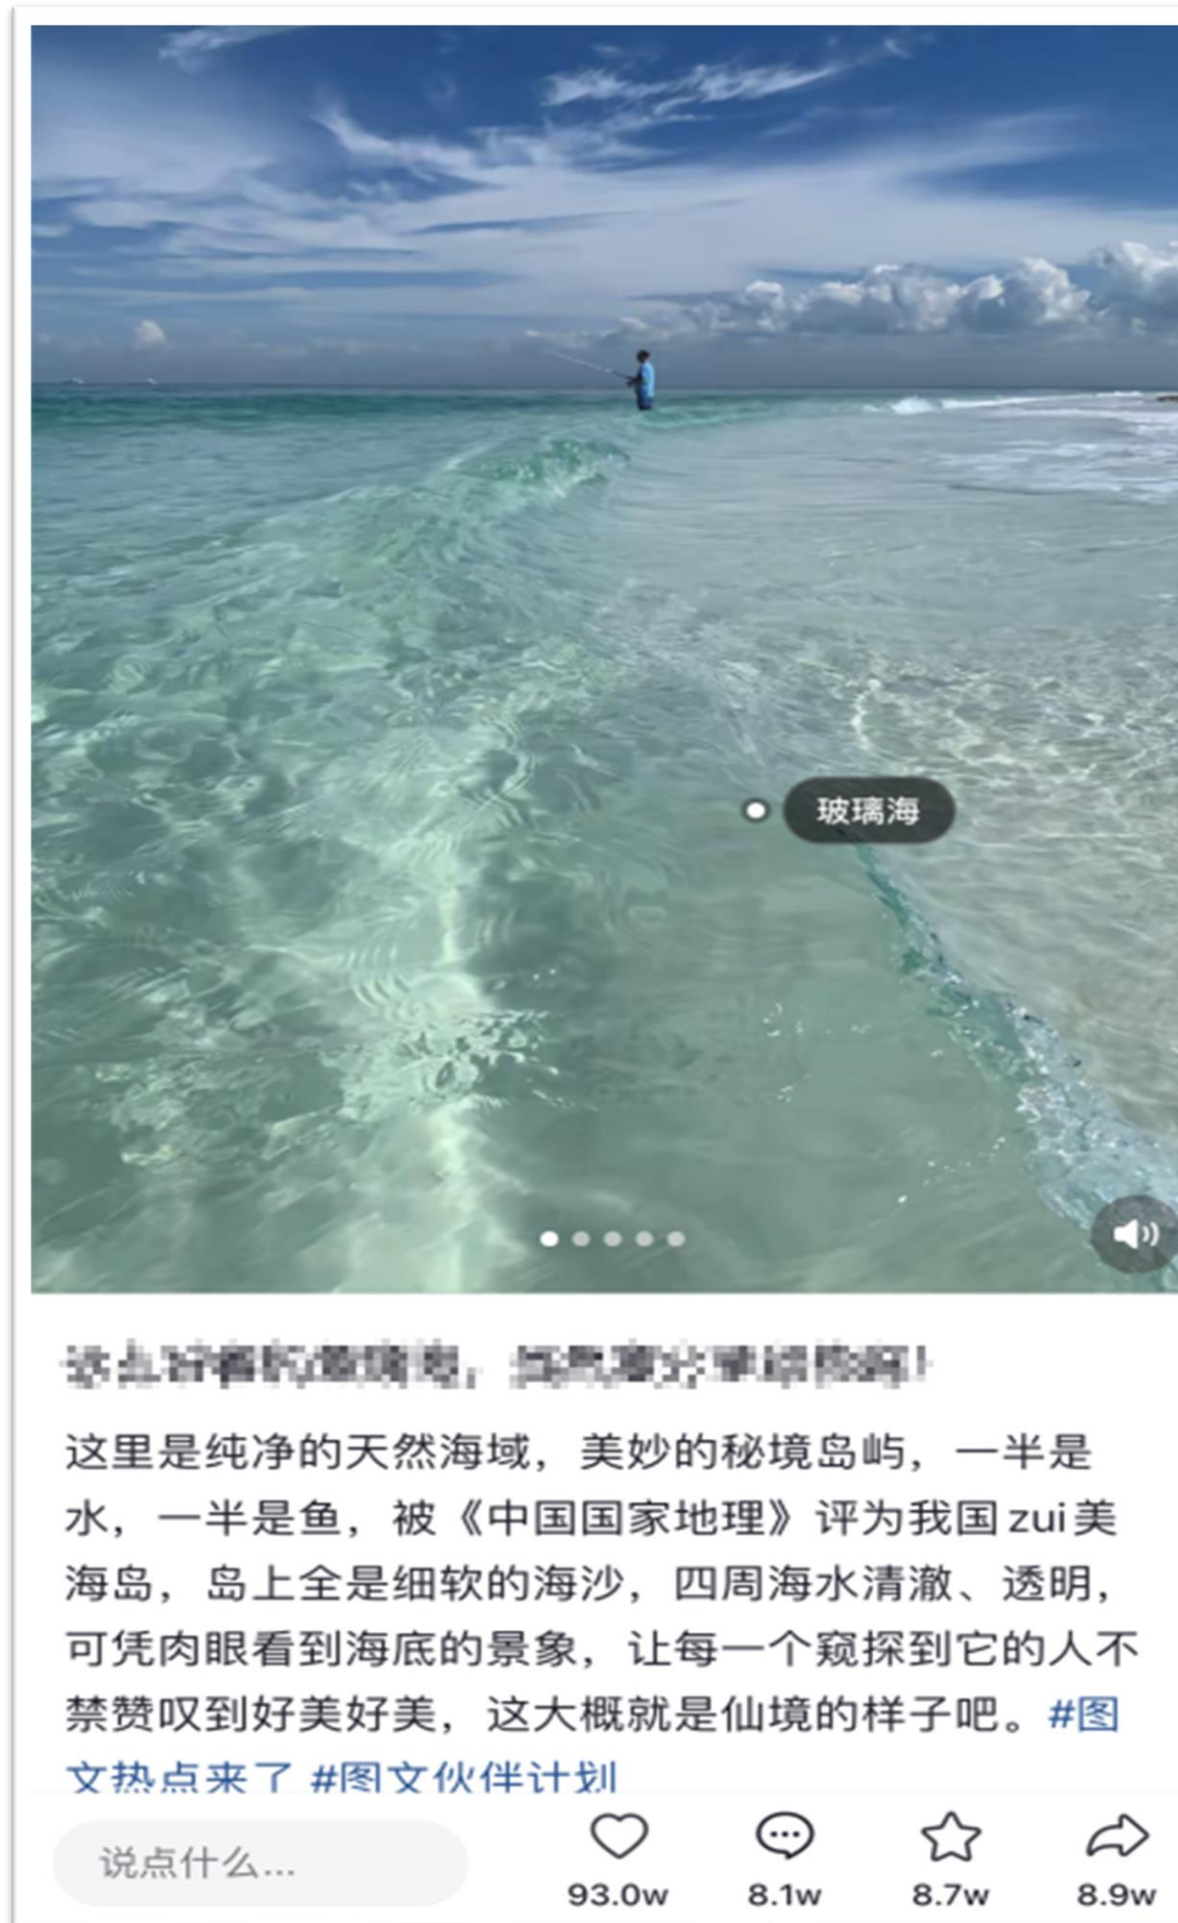 玻璃海
这里是纯净的天然海域，美妙的秘境岛屿，一半是
水，一半是鱼，被《中国国家地理》评为我国zui美
海岛，岛上全是细软的海沙，四周海水清澈、透明，
可凭肉眼看到海底的景象，让每一个窥探到它的人不
禁赞叹到好美好美，这大概就是仙境的样子吧。#图
文热点来了 #图文伙伴计划
说点什么...
93.0w 8.1w 8.7w 8.9w